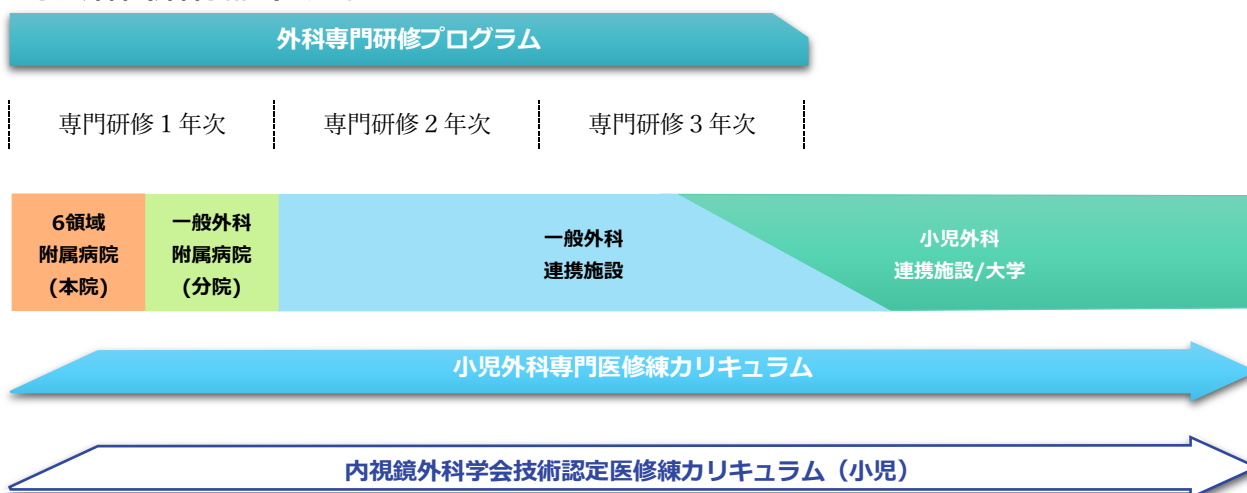 外科専門研修プログラム
専門研修１年次
専門研修２年次
専門研修３年次
6領域
附属病院
(本院)
一般外科
附属病院
(分院)
一般外科
連携施設
小児外科
連携施設/大学
小児外科専門医修練カリキュラム
内視鏡外科学会技術認定医修練カリキュラム（小児）